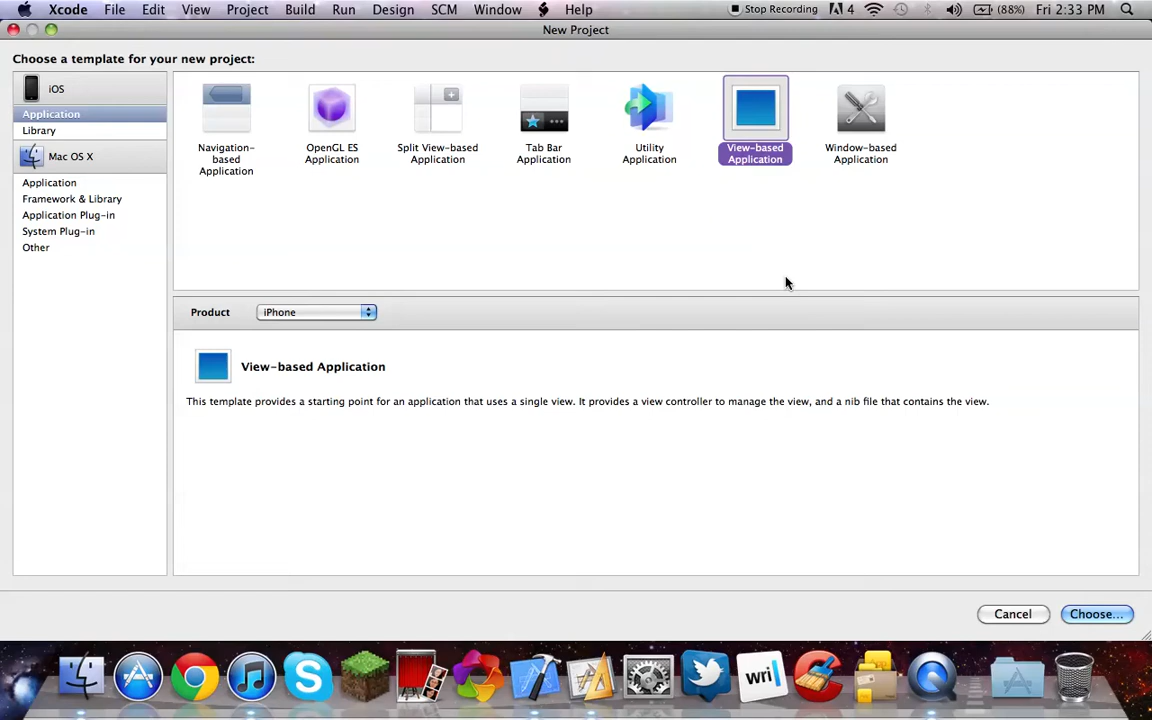 Xcode File Edit View Project Build Run Design SCM Window Help Stop Recording 4 (88%) Fri 2:33 PM
New Project
Choose a template for your new project:
iOS
Application
Library
Mac OS X
Application
Framework & Library
Application Plug-in
System Plug-in
Other
Navigation-
based
Application
OpenGL ES
Application
Split View-based
Application
Tab Bar
Application
Utility
Application
View-based
Application
Window-based
Application
Product iPhone
View-based Application
This template provides a starting point for an application that uses a single view. It provides a view controller to manage the view, and a nib file that contains the view.
Cancel Choose...
wri